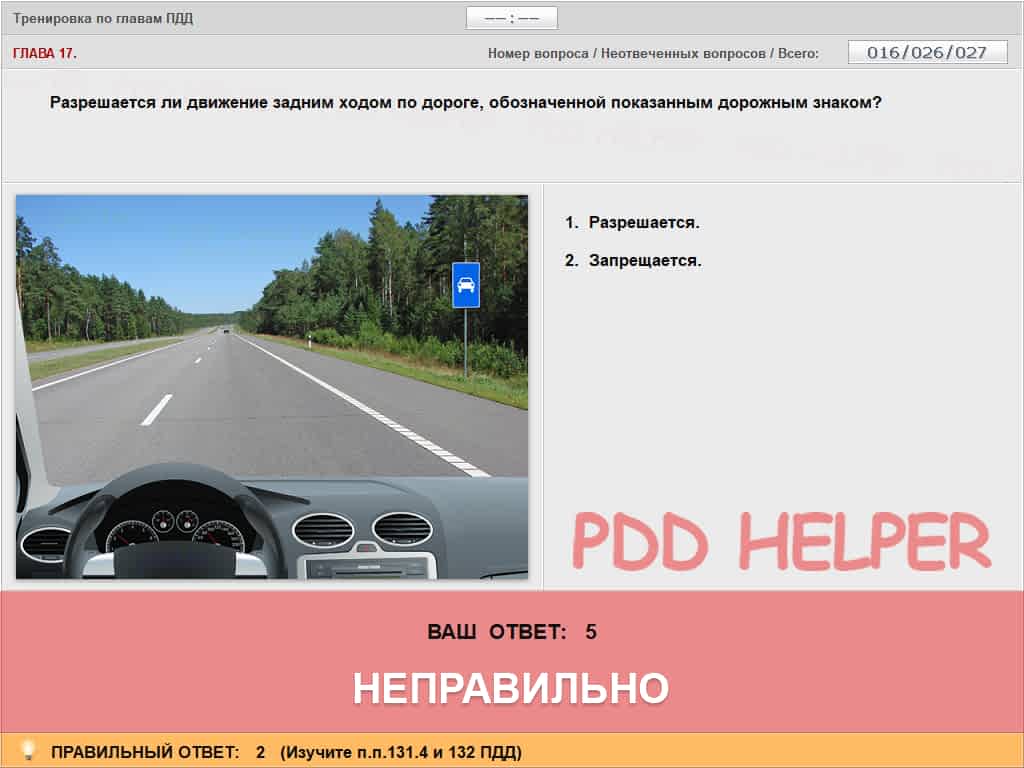 Тренировка по главам ПДД
—— : ——
ГЛАВА 17.
Номер вопроса / Неотвеченных вопросов / Всего:
016/026/027
Разрешается ли движение задним ходом по дороге, обозначенной показанным дорожным знаком?
1. Разрешается.
2. Запрещается.
PDD HELPER
ВАШ ОТВЕТ: 5
НЕПРАВИЛЬНО
ПРАВИЛЬНЫЙ ОТВЕТ: 2 (Изучите п.п.131.4 и 132 ПДД)